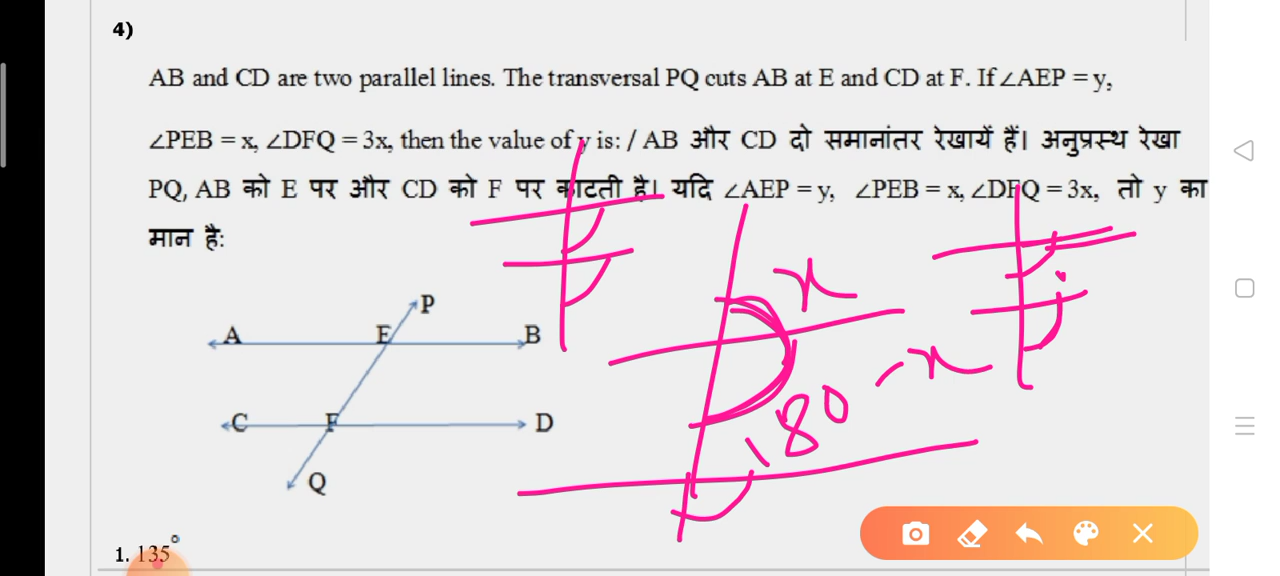 4)
AB and CD are two parallel lines. The transversal PQ cuts AB at E and CD at F. If ∠AEP = y,
∠PEB = x, ∠DFQ = 3x, then the value of y is: / AB और CD दो समानांतर रेखायें हैं। अनुप्रस्थ रेखा
PQ, AB को E पर और CD को F पर काटती है। यदि ∠AEP = y, ∠PEB = x, ∠DFQ = 3x, तो y का
मान है:
P
A E B
C F D
Q
x
180 - x
1. 135°